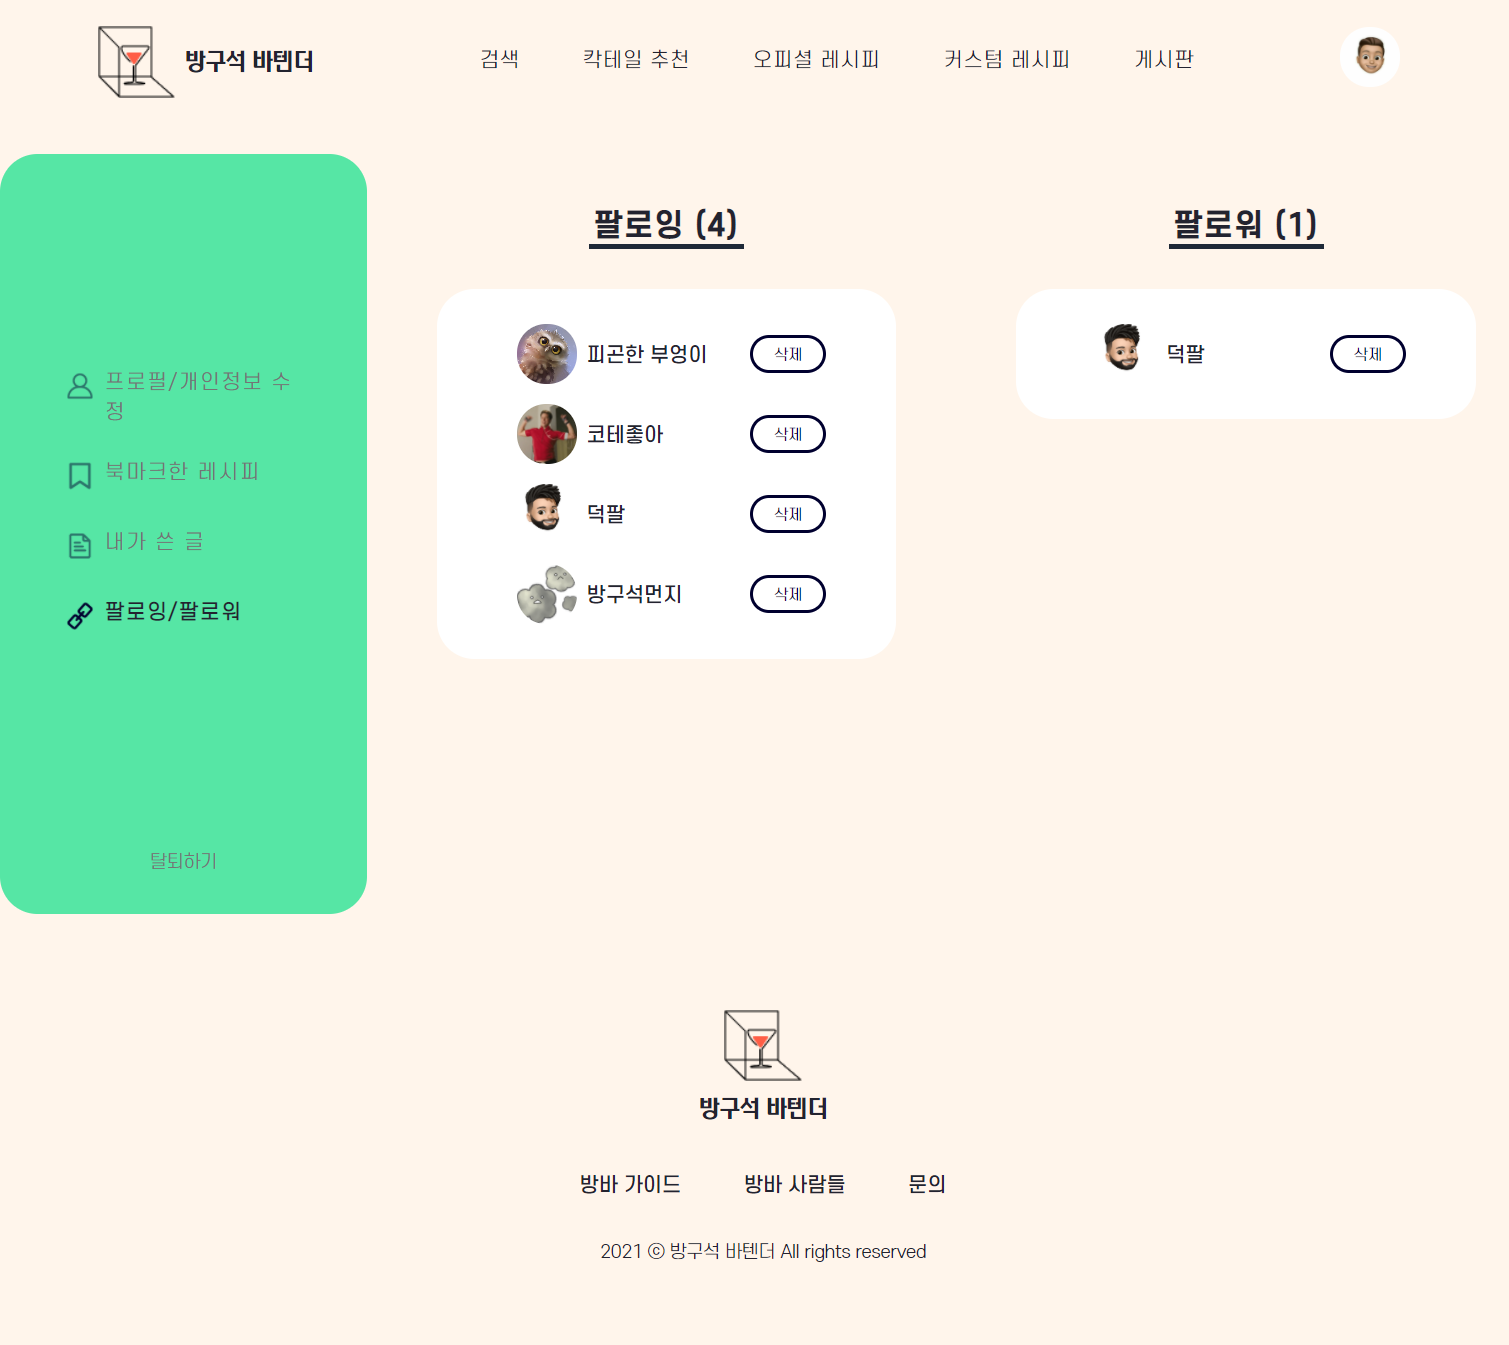 방구석 바텐더
검색 칵테일 추천 오피셜 레시피 커스텀 레시피 게시판
프로필/개인정보 수
정
북마크한 레시피
내가 쓴 글
팔로잉/팔로워
탈퇴하기
팔로잉 (4)
피곤한 부엉이 삭제
코테좋아 삭제
덕팔 삭제
방구석먼지 삭제
팔로워 (1)
덕팔 삭제
방구석 바텐더
방바 가이드 방바 사람들 문의
2021 ⓒ 방구석 바텐더 All rights reserved